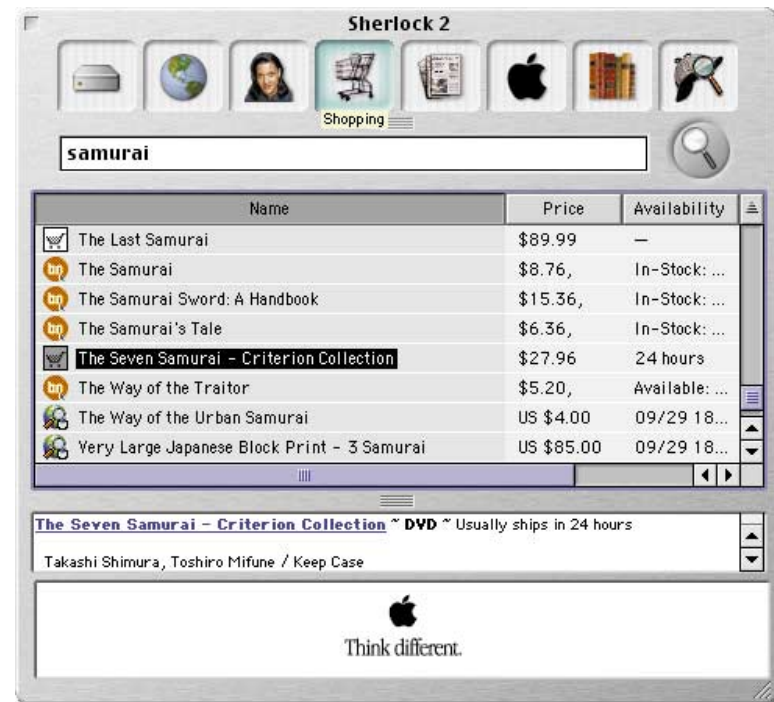 Sherlock 2
Shopping
samurai
Name Price Availability
The Last Samurai $89.99 —
bn The Samurai $8.76, In-Stock: ...
bn The Samurai Sword: A Handbook $15.36, In-Stock: ...
bn The Samurai's Tale $6.36, In-Stock: ...
The Seven Samurai – Criterion Collection $27.96 24 hours
bn The Way of the Traitor $5.20, Available: ...
The Way of the Urban Samurai US $4.00 09/29 18...
Very Large Japanese Block Print – 3 Samurai US $85.00 09/29 18...
The Seven Samurai – Criterion Collection ~ DVD ~ Usually ships in 24 hours
Takashi Shimura, Toshiro Mifune / Keep Case
Think different.